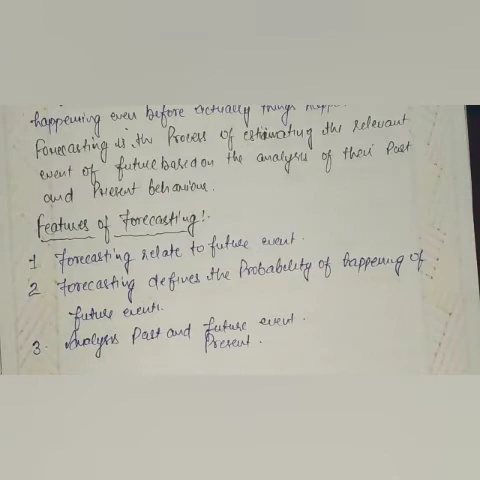 happening even before actually things
Forecasting is the Process of estimating the relevant
event of future based on the analysis of their Past
and Present behaviour.
Features of Forecasting!.
1 Forecasting relate to future event.
2 Forecasting defines the Probability of happening of
future events.
3. Analysis Past and future event.
Present.